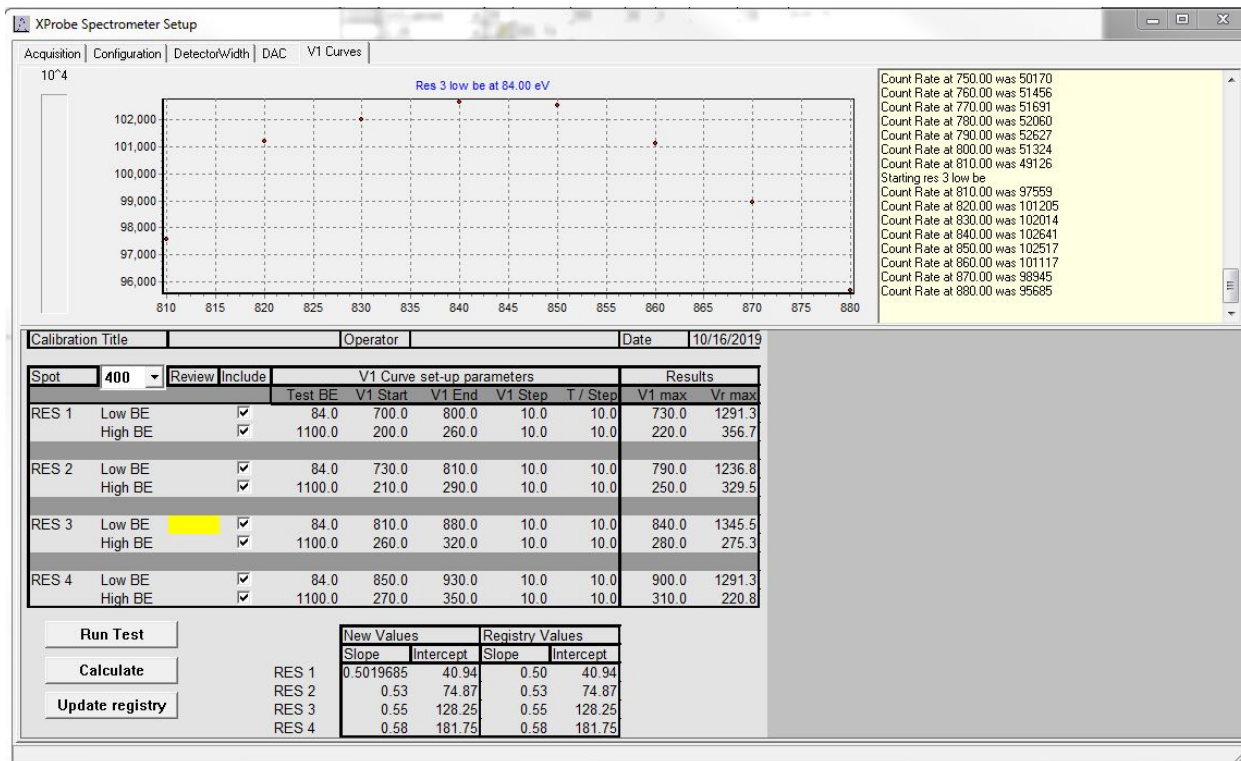 XProbe Spectrometer Setup
Acquisition Configuration DetectorWidth DAC V1 Curves
10^4
Res 3 low be at 84.00 eV
102,000
101,000
100,000
99,000
98,000
97,000
96,000
810 815 820 825 830 835 840 845 850 855 860 865 870 875 880
Count Rate at 750.00 was 50170
Count Rate at 760.00 was 51456
Count Rate at 770.00 was 51691
Count Rate at 780.00 was 52060
Count Rate at 790.00 was 52627
Count Rate at 800.00 was 51324
Count Rate at 810.00 was 49126
Starting res 3 low be
Count Rate at 810.00 was 97559
Count Rate at 820.00 was 101205
Count Rate at 830.00 was 102014
Count Rate at 840.00 was 102641
Count Rate at 850.00 was 102517
Count Rate at 860.00 was 101117
Count Rate at 870.00 was 98945
Count Rate at 880.00 was 95685
Calibration Title Operator Date 10/16/2019
Spot 400 Review Include V1 Curve set-up parameters Results
Test BE V1 Start V1 End V1 Step T / Step V1 max Vr max
RES 1 Low BE 84.0 700.0 800.0 10.0 10.0 730.0 1291.3
High BE 1100.0 200.0 260.0 10.0 10.0 220.0 356.7
RES 2 Low BE 84.0 730.0 810.0 10.0 10.0 790.0 1236.8
High BE 1100.0 210.0 290.0 10.0 10.0 250.0 329.5
RES 3 Low BE 84.0 810.0 880.0 10.0 10.0 840.0 1345.5
High BE 1100.0 260.0 320.0 10.0 10.0 280.0 275.3
RES 4 Low BE 84.0 850.0 930.0 10.0 10.0 900.0 1291.3
High BE 1100.0 270.0 350.0 10.0 10.0 310.0 220.8
Run Test
Calculate
Update registry
New Values Registry Values
Slope Intercept Slope Intercept
RES 1 0.5019685 40.94 0.50 40.94
RES 2 0.53 74.87 0.53 74.87
RES 3 0.55 128.25 0.55 128.25
RES 4 0.58 181.75 0.58 181.75